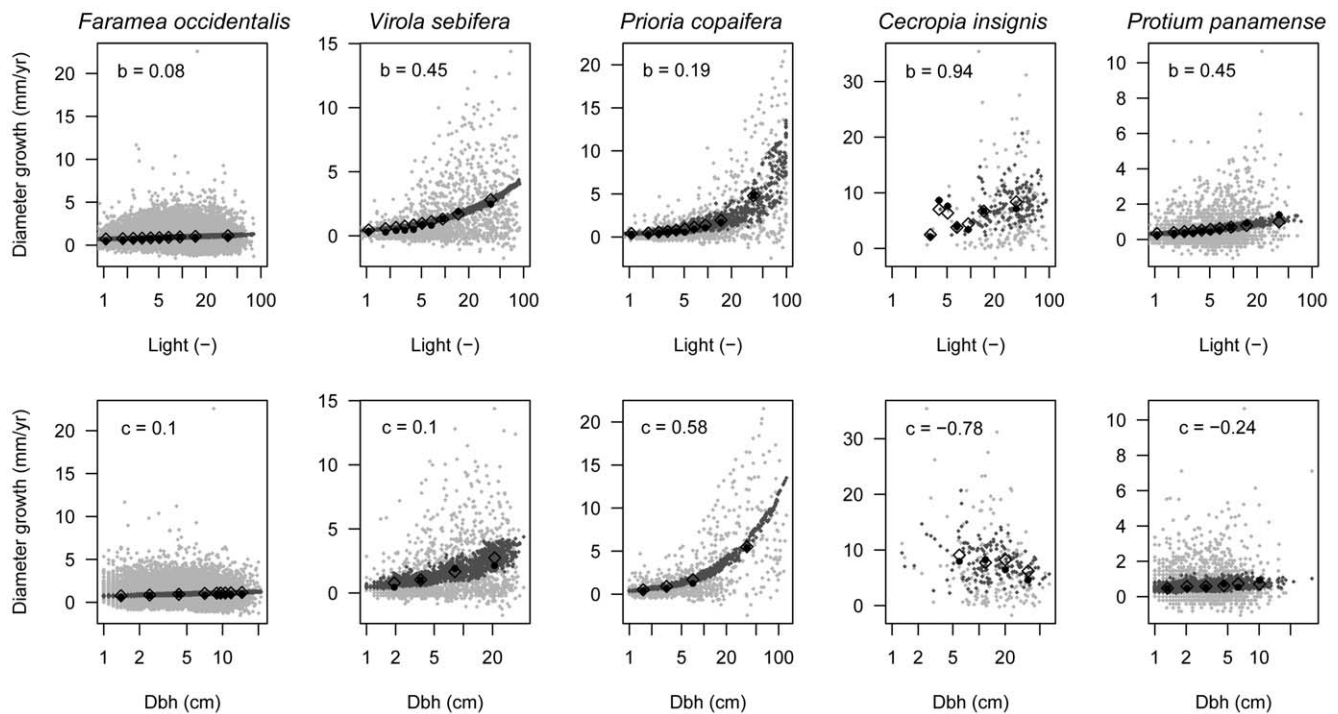 Faramea occidentalis Virola sebifera Prioria copaifera Cecropia insignis Protium panamense
Diameter growth (mm/yr)
b = 0.08
20
15
10
5
0
1 5 20 100
Light (−)
b = 0.45
15
10
5
0
1 5 20 100
Light (−)
b = 0.19
20
15
10
5
0
1 5 20 100
Light (−)
b = 0.94
30
20
10
0
1 5 20 100
Light (−)
b = 0.45
10
8
6
4
2
0
1 5 20 100
Light (−)
Diameter growth (mm/yr)
c = 0.1
20
15
10
5
0
1 2 5 10
Dbh (cm)
c = 0.1
15
10
5
0
1 2 5 20
Dbh (cm)
c = 0.58
20
15
10
5
0
1 5 20 100
Dbh (cm)
c = −0.78
30
20
10
0
1 2 5 20
Dbh (cm)
c = −0.24
10
8
6
4
2
0
1 2 5 10
Dbh (cm)